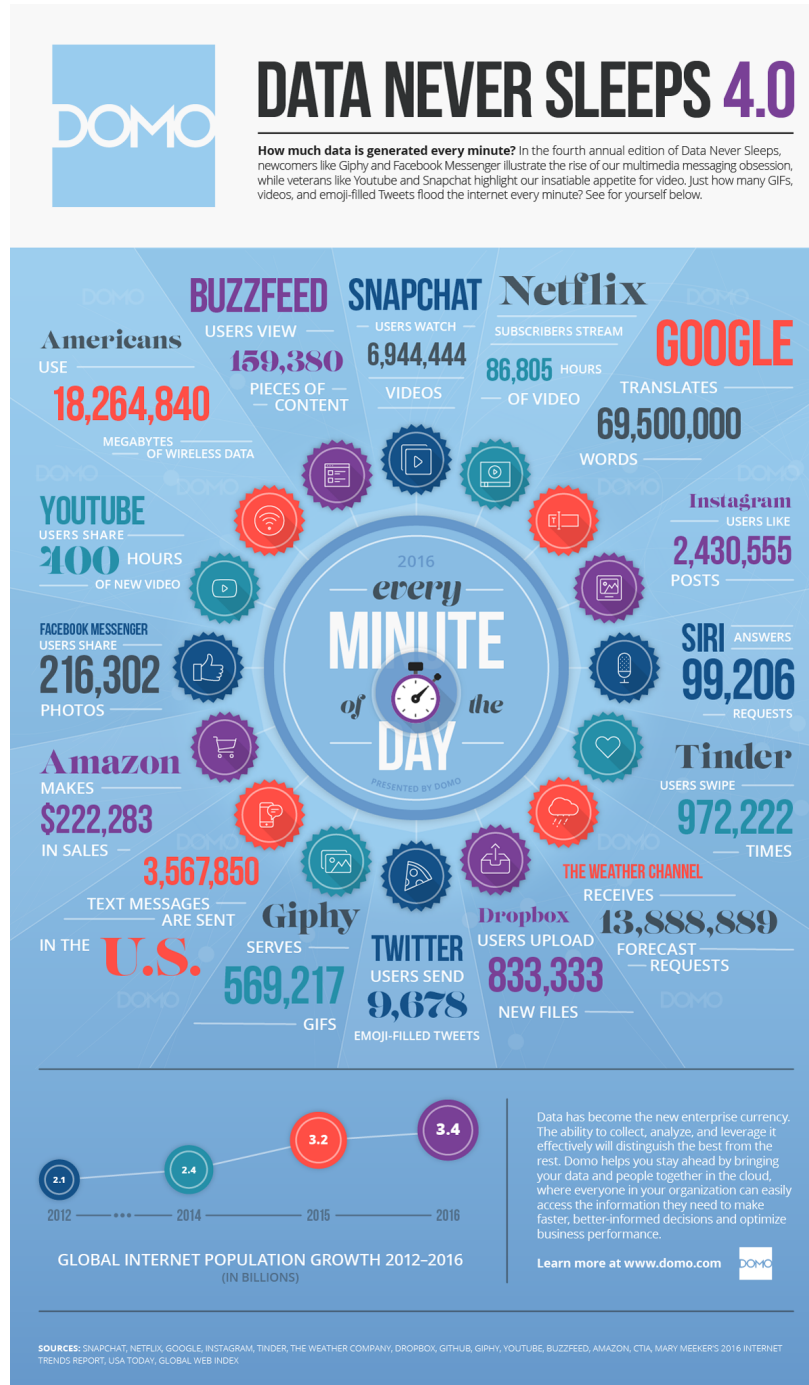 DOMO
DATA NEVER SLEEPS 4.0
How much data is generated every minute? In the fourth annual edition of Data Never Sleeps,
newcomers like Giphy and Facebook Messenger illustrate the rise of our multimedia messaging obsession,
while veterans like Youtube and Snapchat highlight our insatiable appetite for video. Just how many GIFs,
videos, and emoji-filled Tweets flood the internet every minute? See for yourself below.
Americans
USE
18,264,840
MEGABYTES
OF WIRELESS DATA
BUZZFEED
USERS VIEW
159,380
PIECES OF
CONTENT
SNAPCHAT
USERS WATCH
6,944,444
VIDEOS
Netflix
SUBSCRIBERS STREAM
86,805 HOURS
OF VIDEO
GOOGLE
TRANSLATES
69,500,000
WORDS
YOUTUBE
USERS SHARE
400 HOURS
OF NEW VIDEO
Instagram
USERS LIKE
2,430,555
POSTS
FACEBOOK MESSENGER
USERS SHARE
216,302
PHOTOS
2016
every
MINUTE
of the
DAY
PRESENTED BY DOMO
SIRI ANSWERS
99,206
REQUESTS
Amazon
MAKES
$222,283
IN SALES
Tinder
USERS SWIPE
972,222
TIMES
3,567,850
TEXT MESSAGES
ARE SENT
IN THE U.S.
Giphy
SERVES
569,217
GIFS
TWITTER
USERS SEND
9,678
EMOJI-FILLED TWEETS
Dropbox
USERS UPLOAD
833,333
NEW FILES
THE WEATHER CHANNEL
RECEIVES
13,888,889
FORECAST
REQUESTS
DOMO
DOMO
DOMO
DOMO
DOMO
DOMO
DOMO
DOMO
DOMO
DOMO
2.1
2.4
3.2
3.4
2012 ••• 2014 2015 2016
GLOBAL INTERNET POPULATION GROWTH 2012–2016
(IN BILLIONS)
Data has become the new enterprise currency.
The ability to collect, analyze, and leverage it
effectively will distinguish the best from the
rest. Domo helps you stay ahead by bringing
your data and people together in the cloud,
where everyone in your organization can easily
access the information they need to make
faster, better-informed decisions and optimize
business performance.
Learn more at www.domo.com DOMO
SOURCES: SNAPCHAT, NETFLIX, GOOGLE, INSTAGRAM, TINDER, THE WEATHER COMPANY, DROPBOX, GITHUB, GIPHY, YOUTUBE, BUZZFEED, AMAZON, CTIA, MARY MEEKER'S 2016 INTERNET
TRENDS REPORT, USA TODAY, GLOBAL WEB INDEX